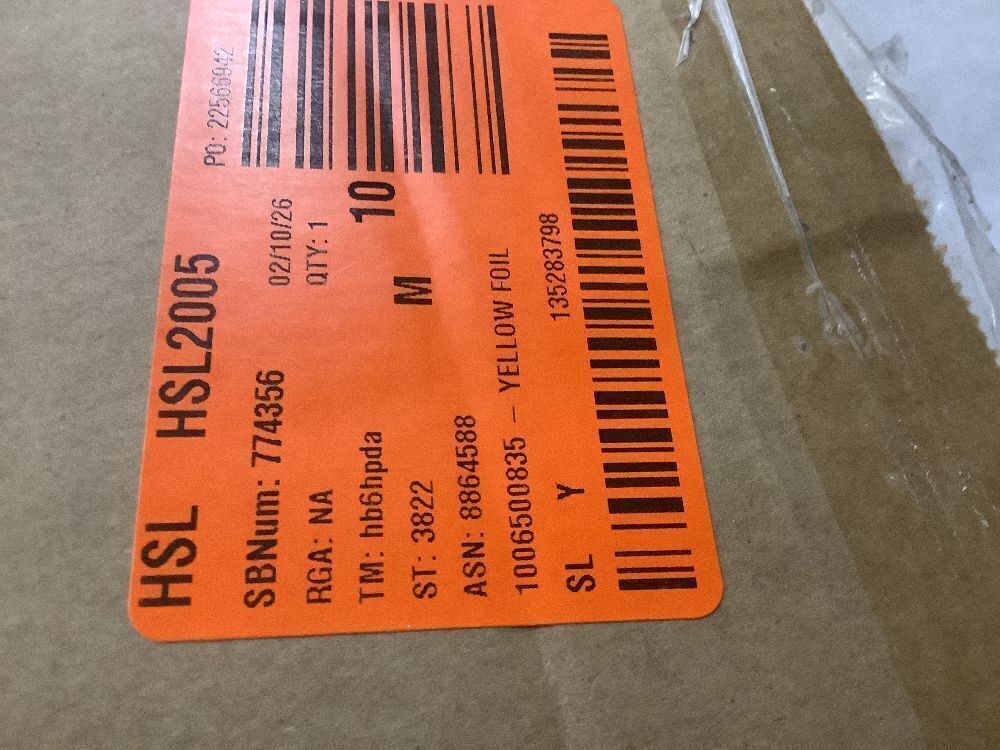 HSL HSL2005
PO: 22566942
SBNum: 774356 02/10/26
RGA: NA QTY: 1
TM: hb6hpda 10
ST: 3822 M
ASN: 8864588
1006500835 – YELLOW FOIL
SL Y 135283798